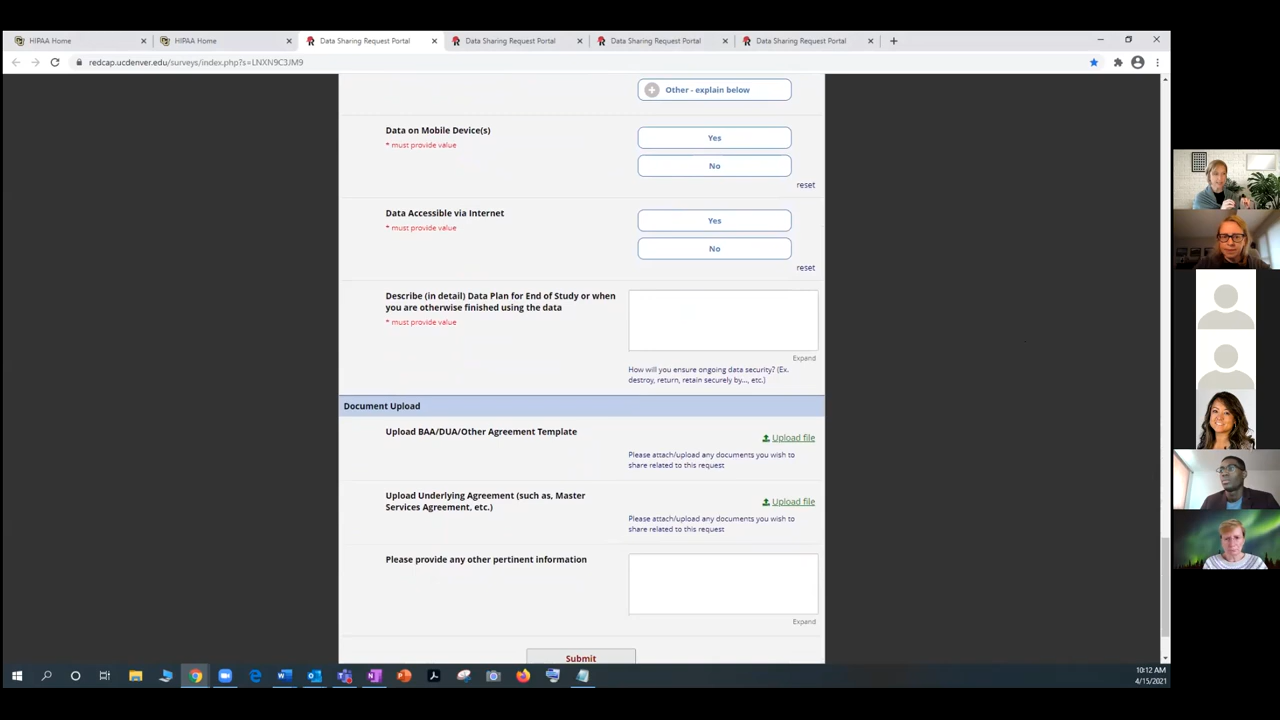 HIPAA Home
HIPAA Home
Data Sharing Request Portal
Data Sharing Request Portal
Data Sharing Request Portal
Data Sharing Request Portal
redcap.ucdenver.edu/surveys/index.php?s=LNXN9C3JM9
Other - explain below
Data on Mobile Device(s)
* must provide value
Yes
No
reset
Data Accessible via Internet
* must provide value
Yes
No
reset
Describe (in detail) Data Plan for End of Study or when
you are otherwise finished using the data
* must provide value
Expand
How will you ensure ongoing data security? (Ex.
destroy, return, retain securely by..., etc.)
Document Upload
Upload BAA/DUA/Other Agreement Template
Upload file
Please attach/upload any documents you wish to
share related to this request
Upload Underlying Agreement (such as, Master
Services Agreement, etc.)
Upload file
Please attach/upload any documents you wish to
share related to this request
Please provide any other pertinent information
Expand
Submit
10:12 AM
4/15/2021